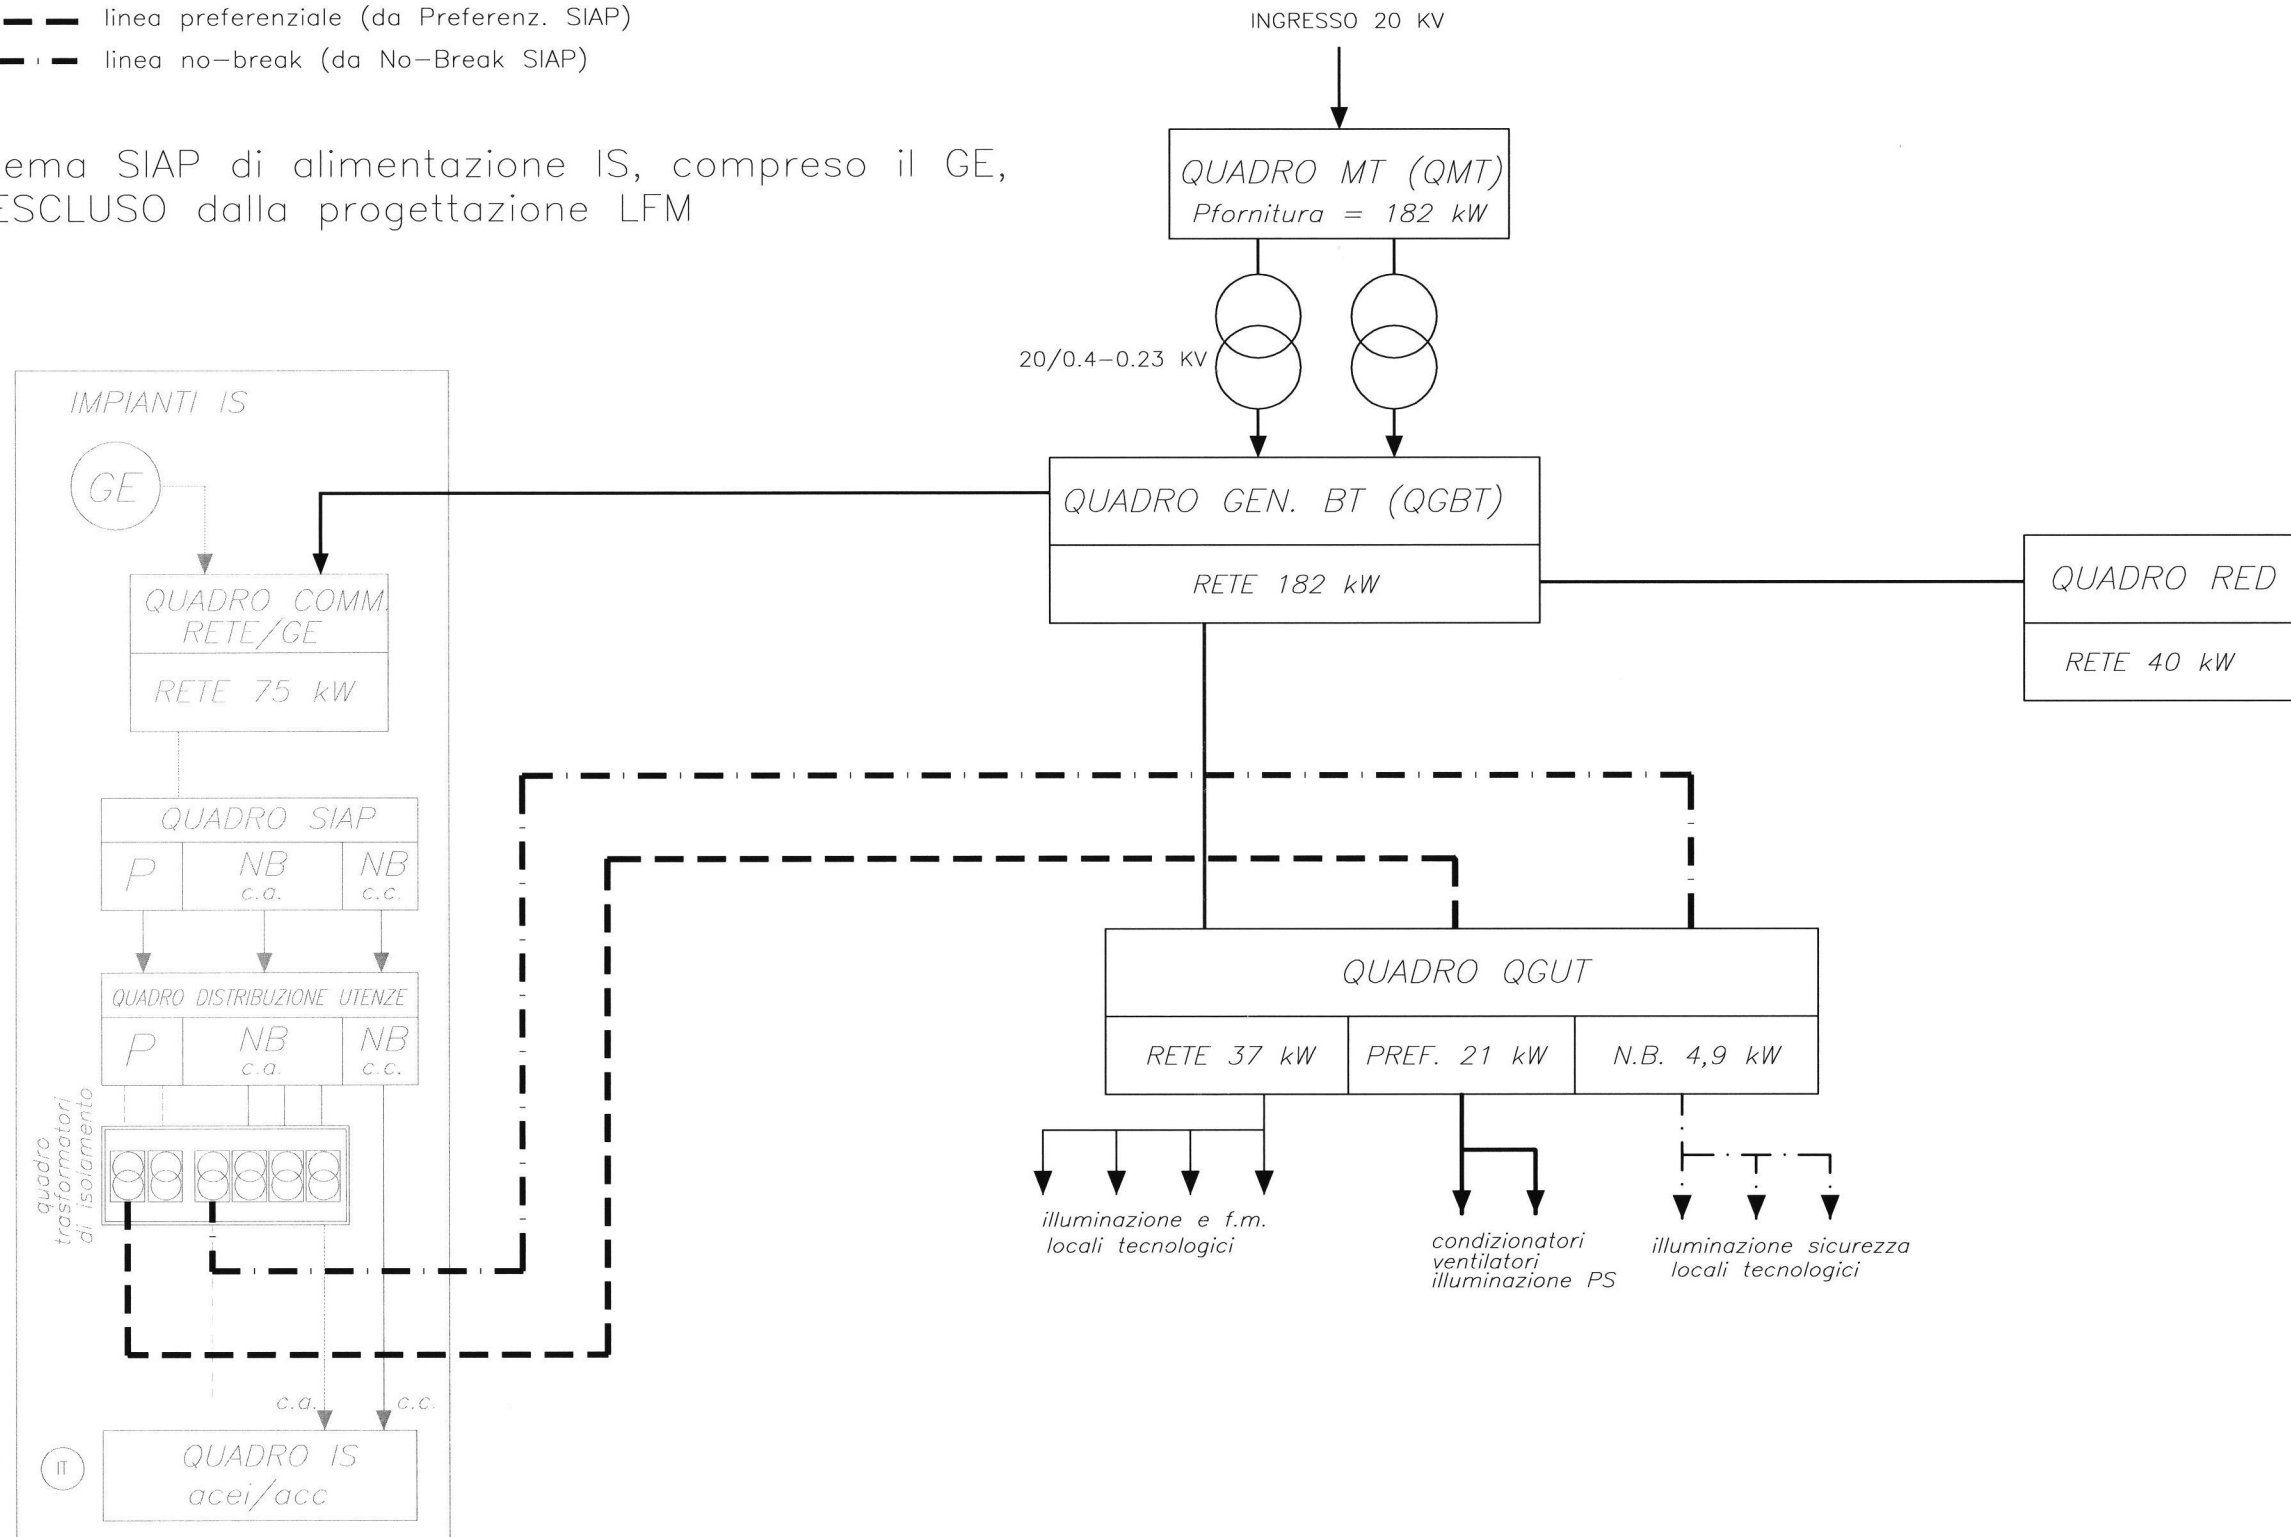 linea preferenziale (da Preferenz. SIAP)
linea no-break (da No-Break SIAP)
ema SIAP di alimentazione IS, compreso il GE,
ESCLUSO dalla progettazione LFM
INGRESSO 20 KV
QUADRO MT (QMT)
Pfornitura = 182 kW
20/0.4-0.23 KV
QUADRO GEN. BT (QGBT)
RETE 182 kW
QUADRO RED
RETE 40 kW
IMPIANTI IS
GE
QUADRO COMM.
RETE/GE
RETE 75 kW
QUADRO SIAP
P
NB
c.a.
NB
c.c.
QUADRO DISTRIBUZIONE UTENZE
P
NB
c.a.
NB
c.c.
quadro
trasformatori
di isolamento
c.a.
c.c.
IT
QUADRO IS
acei/acc
QUADRO QGUT
RETE 37 kW
PREF. 21 kW
N.B. 4,9 kW
illuminazione e f.m.
locali tecnologici
condizionatori
ventilatori
illuminazione PS
illuminazione sicurezza
locali tecnologici